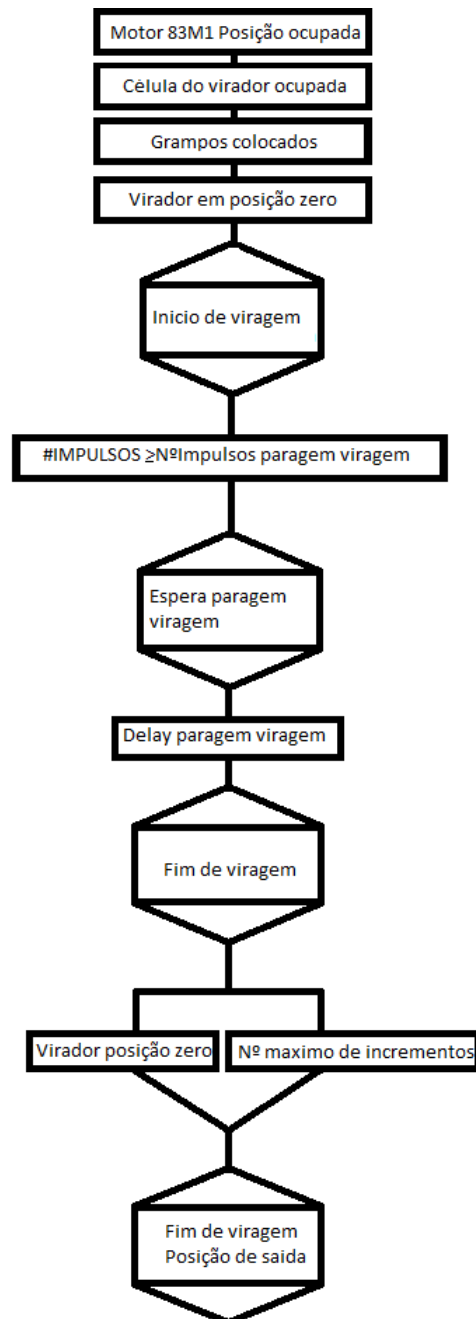 Motor 83M1 Posição ocupada
Célula do virador ocupada
Grampos colocados
Virador em posição zero
Inicio de viragem
#IMPULSOS ≥NºImpulsos paragem viragem
Espera paragem
viragem
Delay paragem viragem
Fim de viragem
Virador posição zero
Nº maximo de incrementos
Fim de viragem
Posição de saida